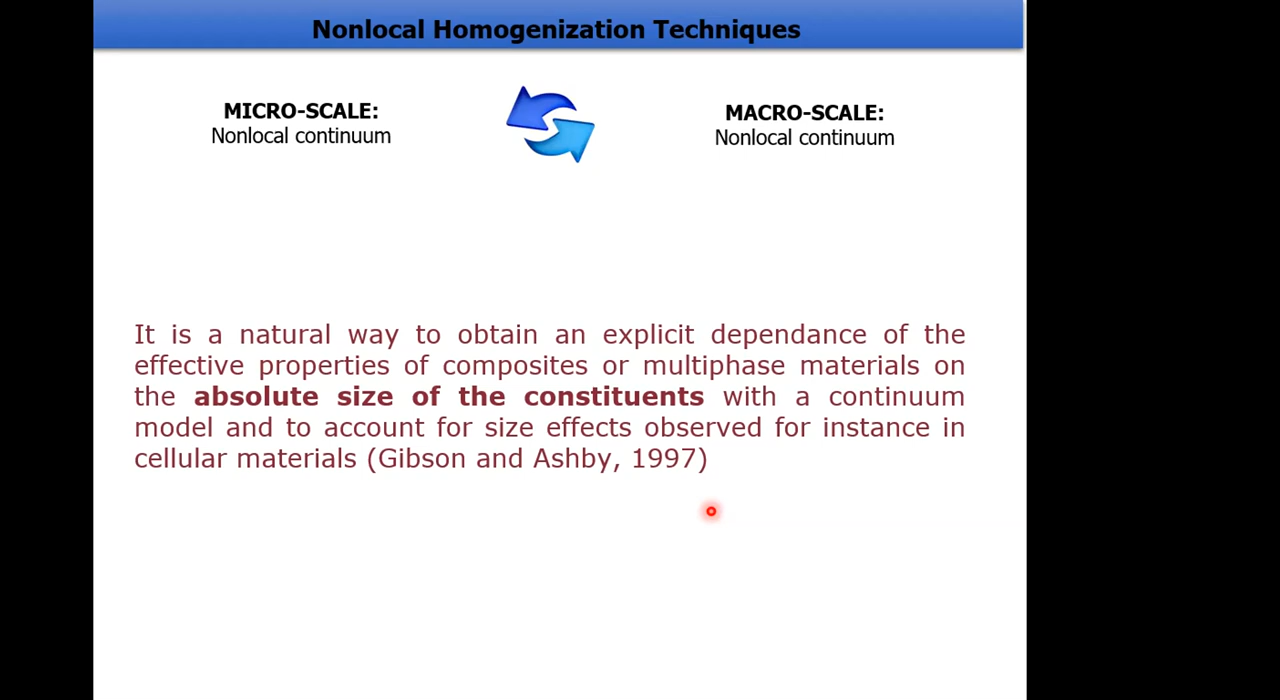 Nonlocal Homogenization Techniques
MICRO-SCALE:
Nonlocal continuum
MACRO-SCALE:
Nonlocal continuum
It is a natural way to obtain an explicit dependance of the
effective properties of composites or multiphase materials on
the absolute size of the constituents with a continuum
model and to account for size effects observed for instance in
cellular materials (Gibson and Ashby, 1997)